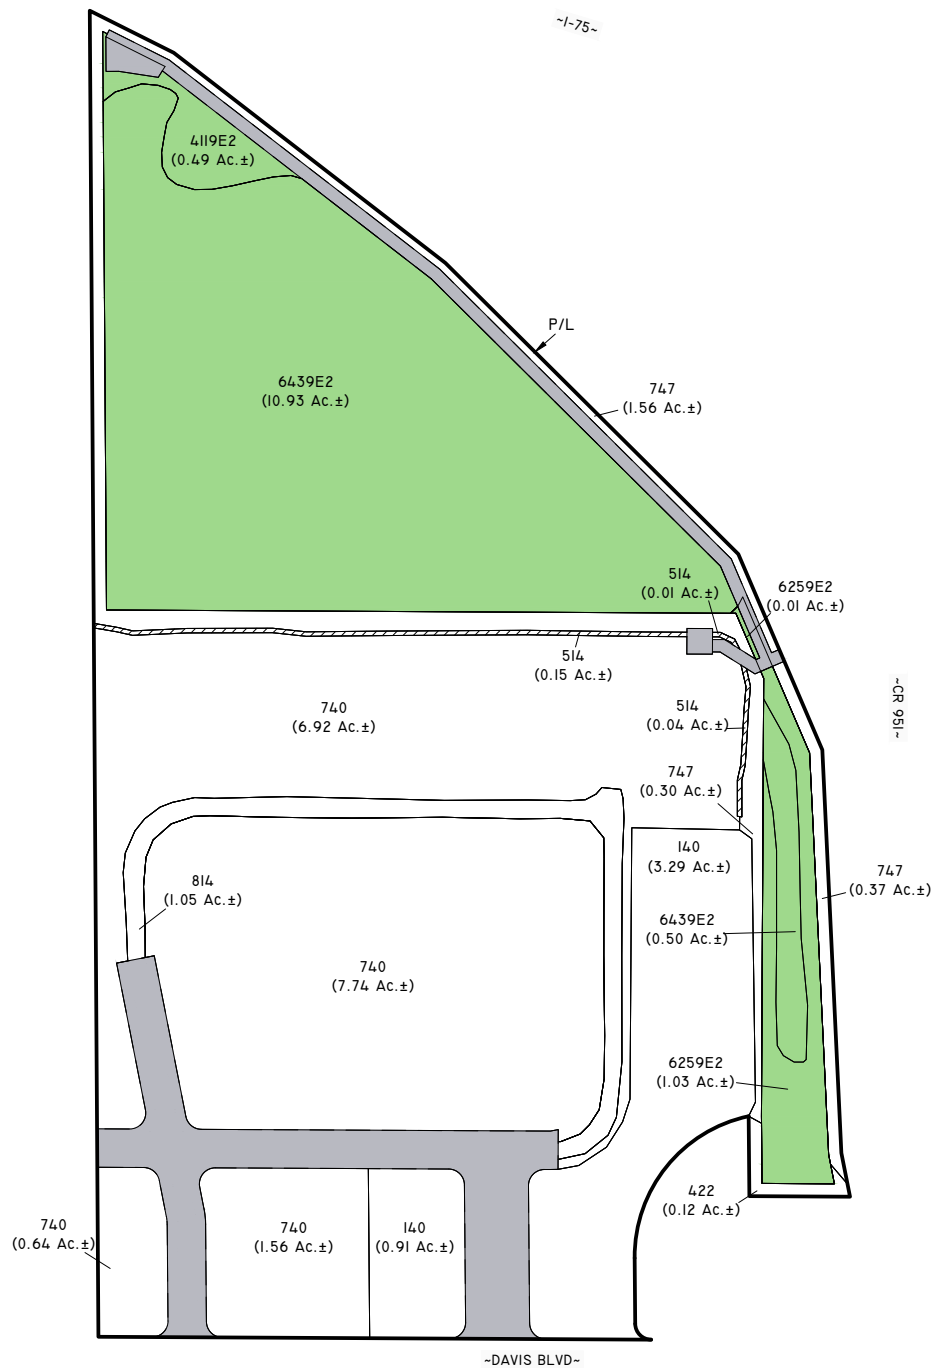 ~I-75~
4119E2
(0.49 Ac.±)
P/L
6439E2
(10.93 Ac.±)
747
(1.56 Ac.±)
514
(0.01 Ac.±)
6259E2
(0.01 Ac.±)
514
(0.15 Ac.±)
740
(6.92 Ac.±)
514
(0.04 Ac.±)
~CR 951~
747
(0.30 Ac.±)
140
(3.29 Ac.±)
814
(1.05 Ac.±)
747
(0.37 Ac.±)
6439E2
(0.50 Ac.±)
740
(7.74 Ac.±)
6259E2
(1.03 Ac.±)
422
(0.12 Ac.±)
740
(0.64 Ac.±)
740
(1.56 Ac.±)
140
(0.91 Ac.±)
~DAVIS BLVD~